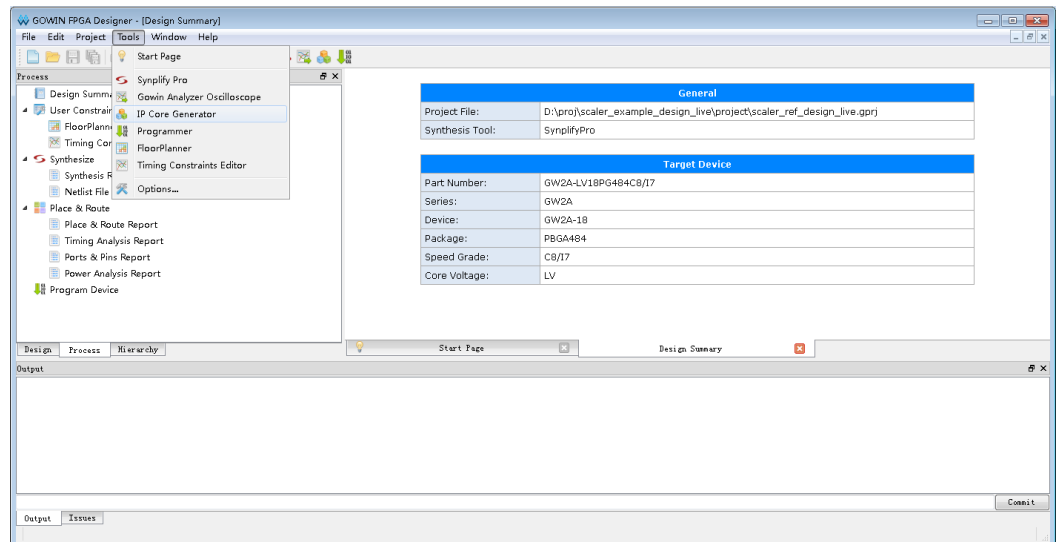 GOWIN FPGA Designer - [Design Summary]
File Edit Project Tools Window Help
Start Page
Synplify Pro
Gowin Analyzer Oscilloscope
IP Core Generator
Programmer
FloorPlanner
Timing Constraints Editor
Options...
Process
Design Summa
User Constrair
FloorPlann
Timing Cor
Synthesize
Synthesis R
Netlist File
Place & Route
Place & Route Report
Timing Analysis Report
Ports & Pins Report
Power Analysis Report
Program Device
Design Process Hierarchy
General
Project File: D:\proj\scaler_example_design_live\project\scaler_ref_design_live.gprj
Synthesis Tool: SynplifyPro
Target Device
Part Number: GW2A-LV18PG484C8/I7
Series: GW2A
Device: GW2A-18
Package: PBGA484
Speed Grade: C8/I7
Core Voltage: LV
Start Page Design Summary
Output
Commit
Output Issues